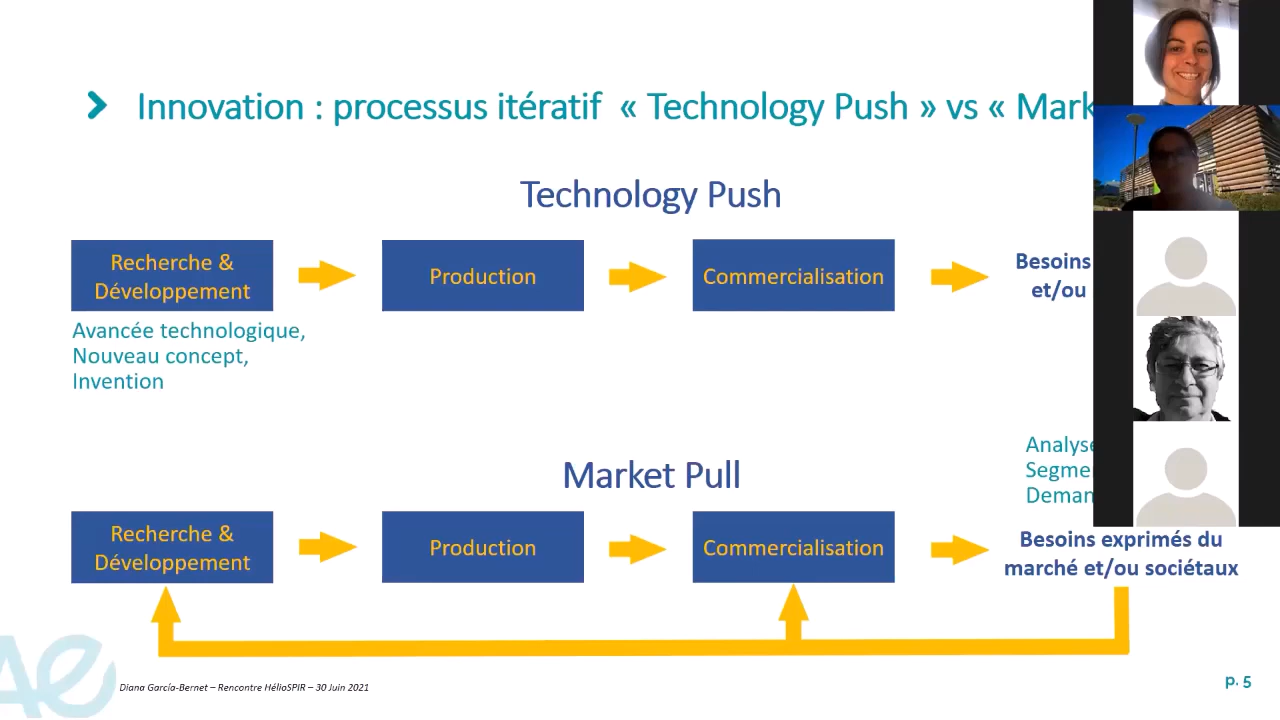 Innovation : processus itératif « Technology Push » vs « Mark
Technology Push
Recherche &
Développement
Production
Commercialisation
Besoins
et/ou
Avancée technologique,
Nouveau concept,
Invention
Market Pull
Analyse
Segme
Deman
Recherche &
Développement
Production
Commercialisation
Besoins exprimés du
marché et/ou sociétaux
Diana García-Bernet – Rencontre HélioSPIR – 30 Juin 2021
p. 5